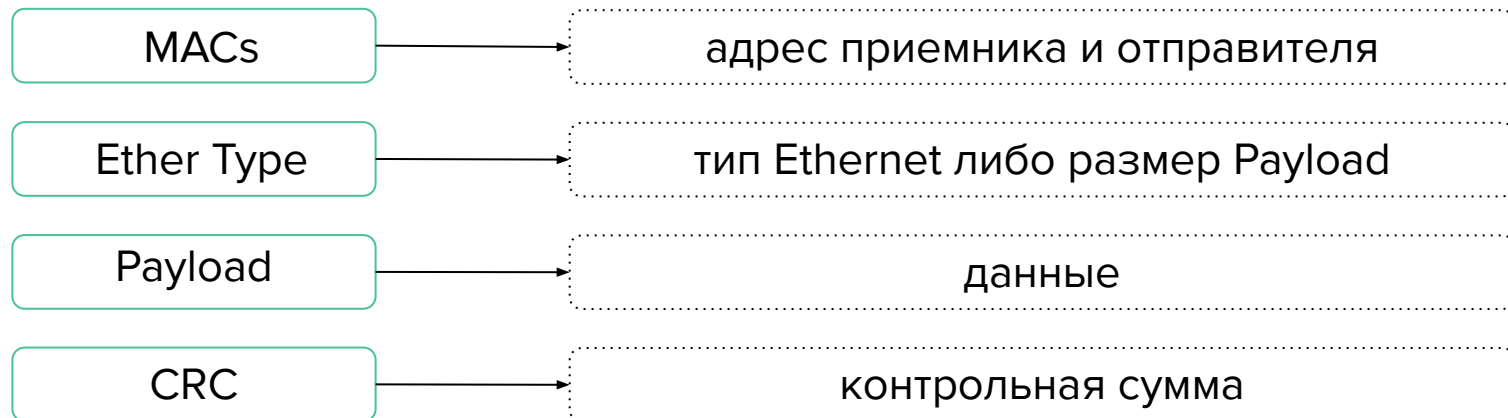 MACs
адрес приемника и отправителя
Ether Type
тип Ethernet либо размер Payload
Payload
данные
CRC
контрольная сумма